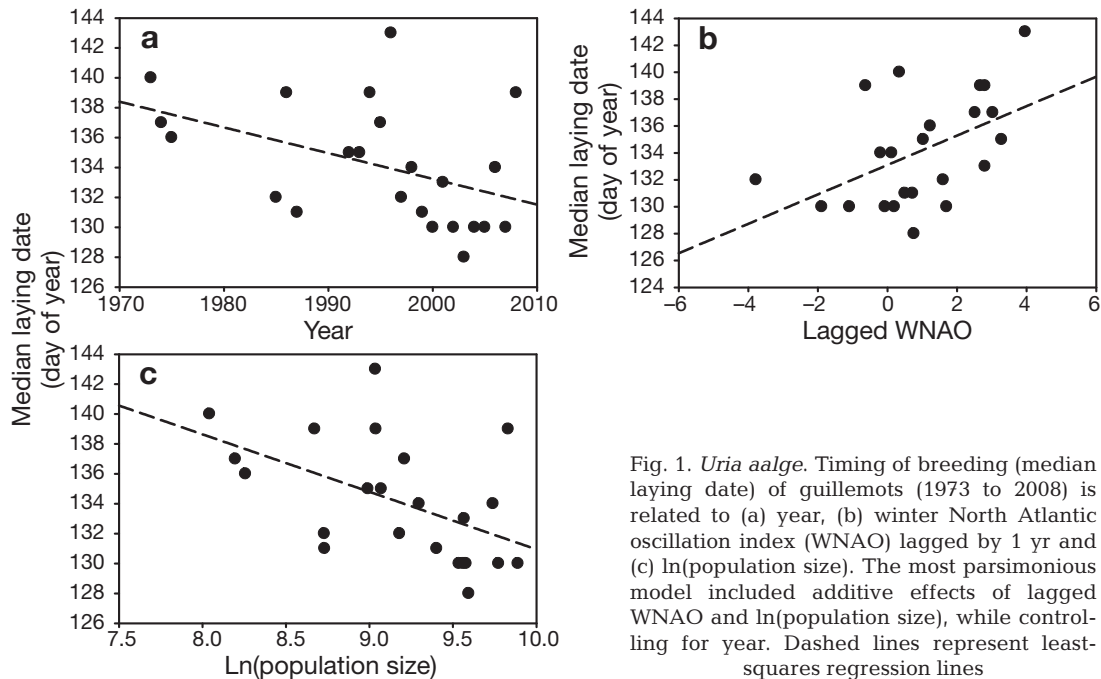 144
142
140
138
136
134
132
130
128
126
a
1970
1980
1990
2000
2010
Year
Median laying date
(day of year)
144
142
140
138
136
134
132
130
128
126
124
b
−6
−4
−2
0
2
4
6
Lagged WNAO
Median laying date
(day of year)
144
142
140
138
136
134
132
130
128
126
c
7.5
8.0
8.5
9.0
9.5
10.0
Ln(population size)
Fig. 1. Uria aalge. Timing of breeding (median
laying date) of guillemots (1973 to 2008) is
related to (a) year, (b) winter North Atlantic
oscillation index (WNAO) lagged by 1 yr and
(c) ln(population size). The most parsimonious
model included additive effects of lagged
WNAO and ln(population size), while control-
ling for year. Dashed lines represent least-
squares regression lines